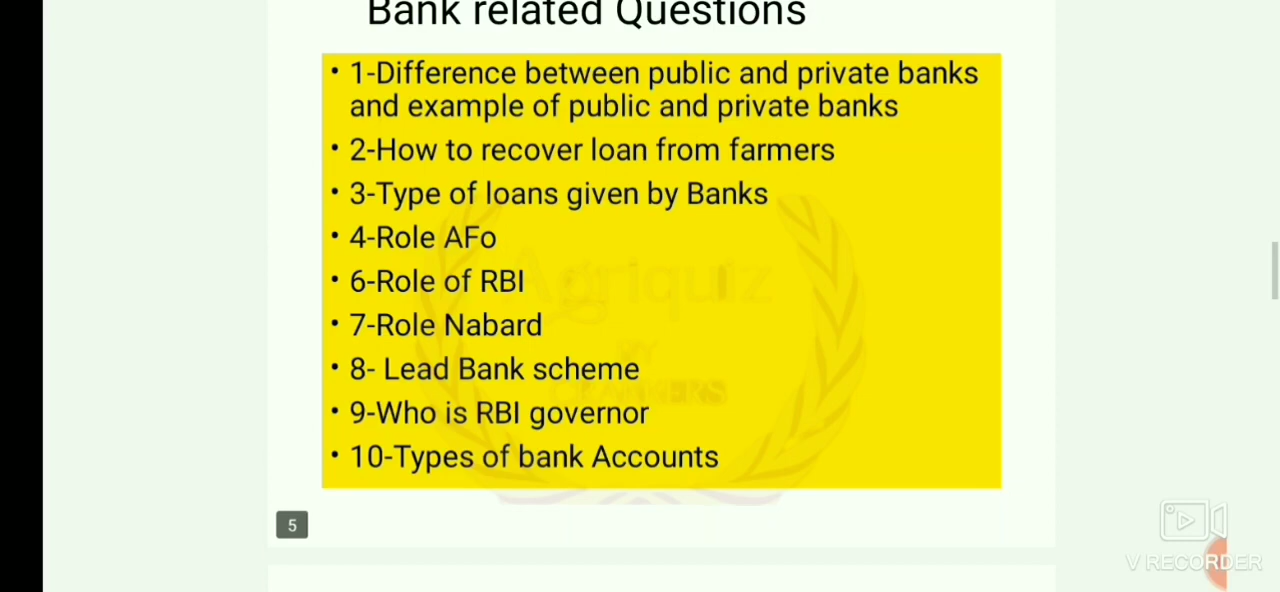 Bank related Questions
• 1-Difference between public and private banks
and example of public and private banks
• 2-How to recover loan from farmers
• 3-Type of loans given by Banks
• 4-Role AFo
• 6-Role of RBI
• 7-Role Nabard
• 8- Lead Bank scheme
• 9-Who is RBI governor
• 10-Types of bank Accounts
Agriquiz
BY
CRACKERS
5
V RECORDER